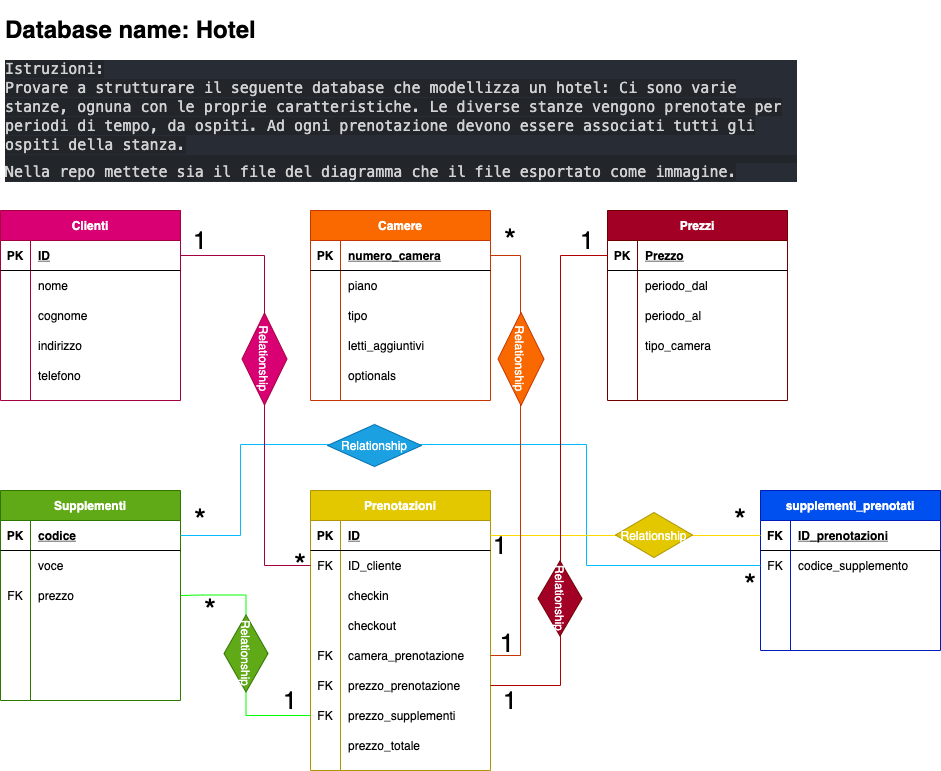 Database name: Hotel
Istruzioni:
Provare a strutturare il seguente database che modellizza un hotel: Ci sono varie
stanze, ognuna con le proprie caratteristiche. Le diverse stanze vengono prenotate per
periodi di tempo, da ospiti. Ad ogni prenotazione devono essere associati tutti gli
ospiti della stanza.
Nella repo mettete sia il file del diagramma che il file esportato come immagine.
Clienti
PK ID
nome
cognome
indirizzo
telefono
1
Relationship
Camere
PK numero_camera
piano
tipo
letti_aggiuntivi
optionals
*
Relationship
Prezzi
1
PK Prezzo
periodo_dal
periodo_al
tipo_camera
Relationship
Supplementi
PK codice
voce
FK prezzo
*
*
Relationship
1
Prenotazioni
PK ID
* FK ID_cliente
checkin
checkout
FK camera_prenotazione
FK prezzo_prenotazione
FK prezzo_supplementi
prezzo_totale
1
1
1
Relationship
Relationship
supplementi_prenotati
* FK ID_prenotazioni
* FK codice_supplemento